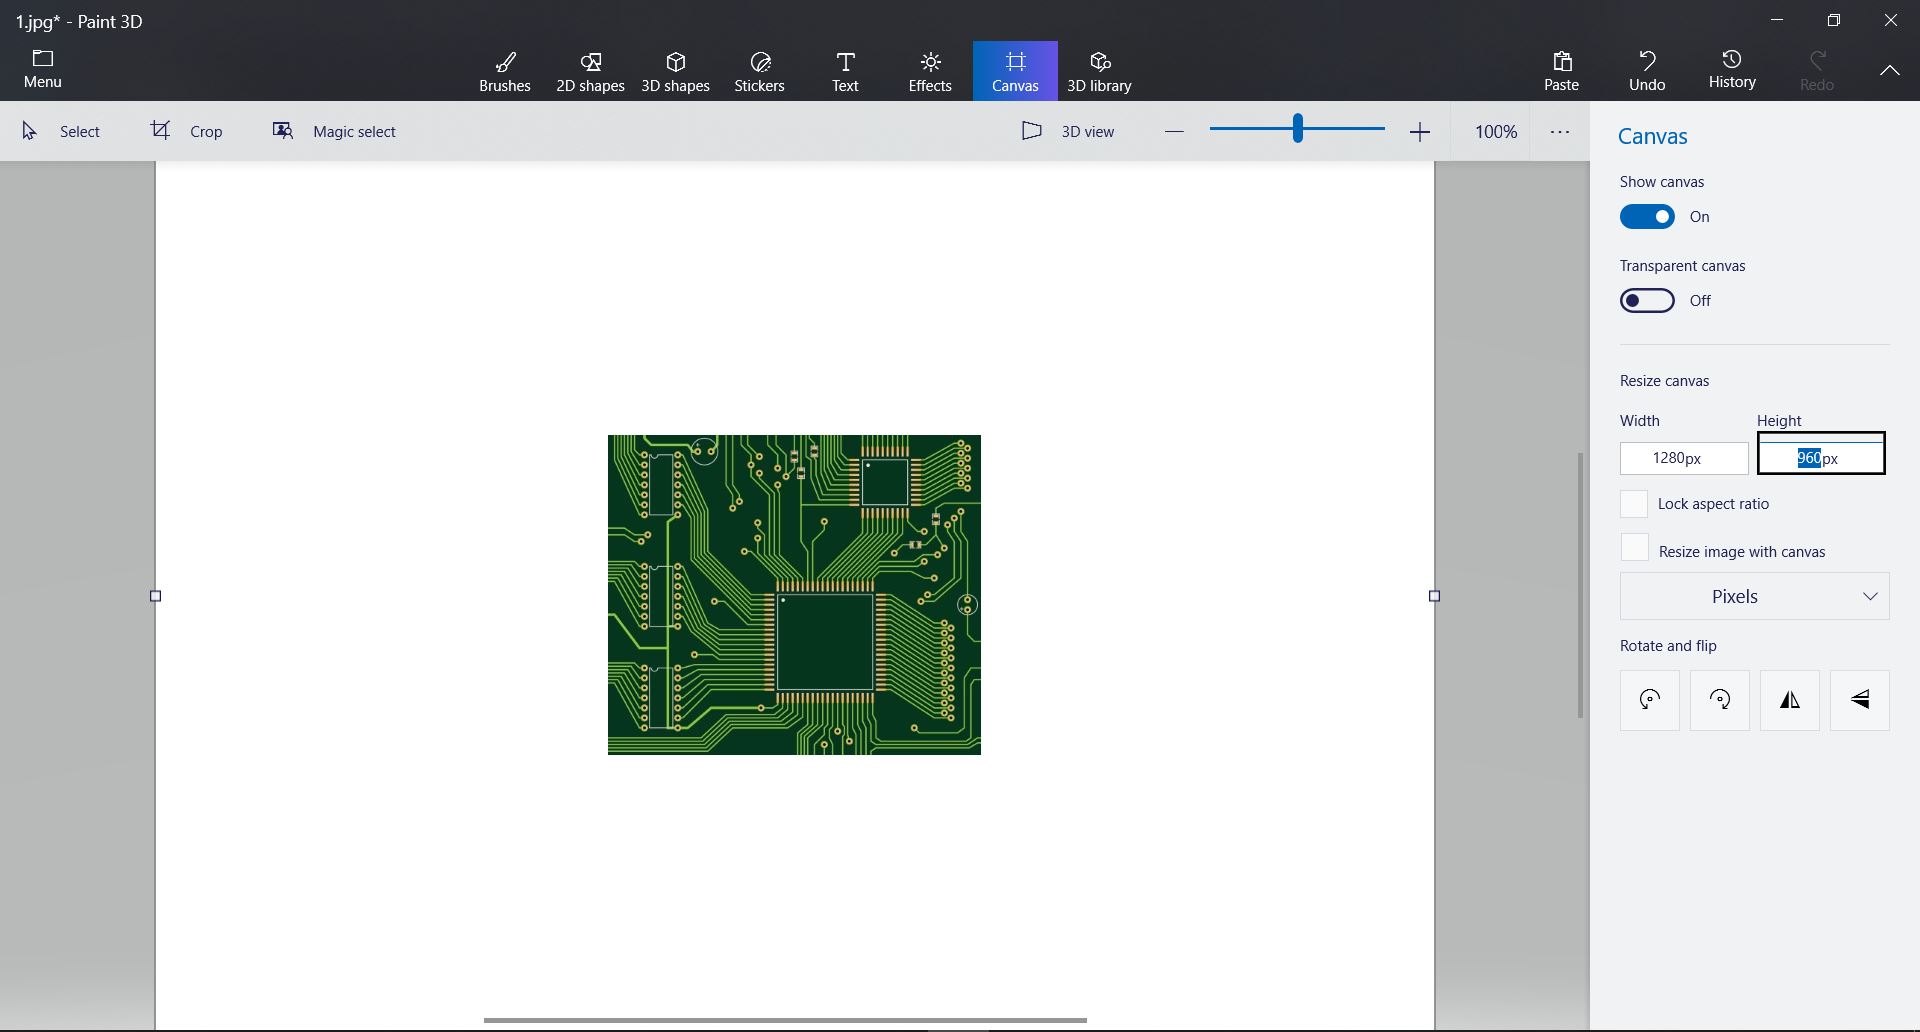 1.jpg* - Paint 3D
Menu
Brushes
2D shapes
3D shapes
Stickers
Text
Effects
Canvas
3D library
Paste
Undo
History
Redo
Select
Crop
Magic select
3D view
100%
Canvas
Show canvas
On
Transparent canvas
Off
Resize canvas
Width Height
1280px 960px
Lock aspect ratio
Resize image with canvas
Pixels
Rotate and flip